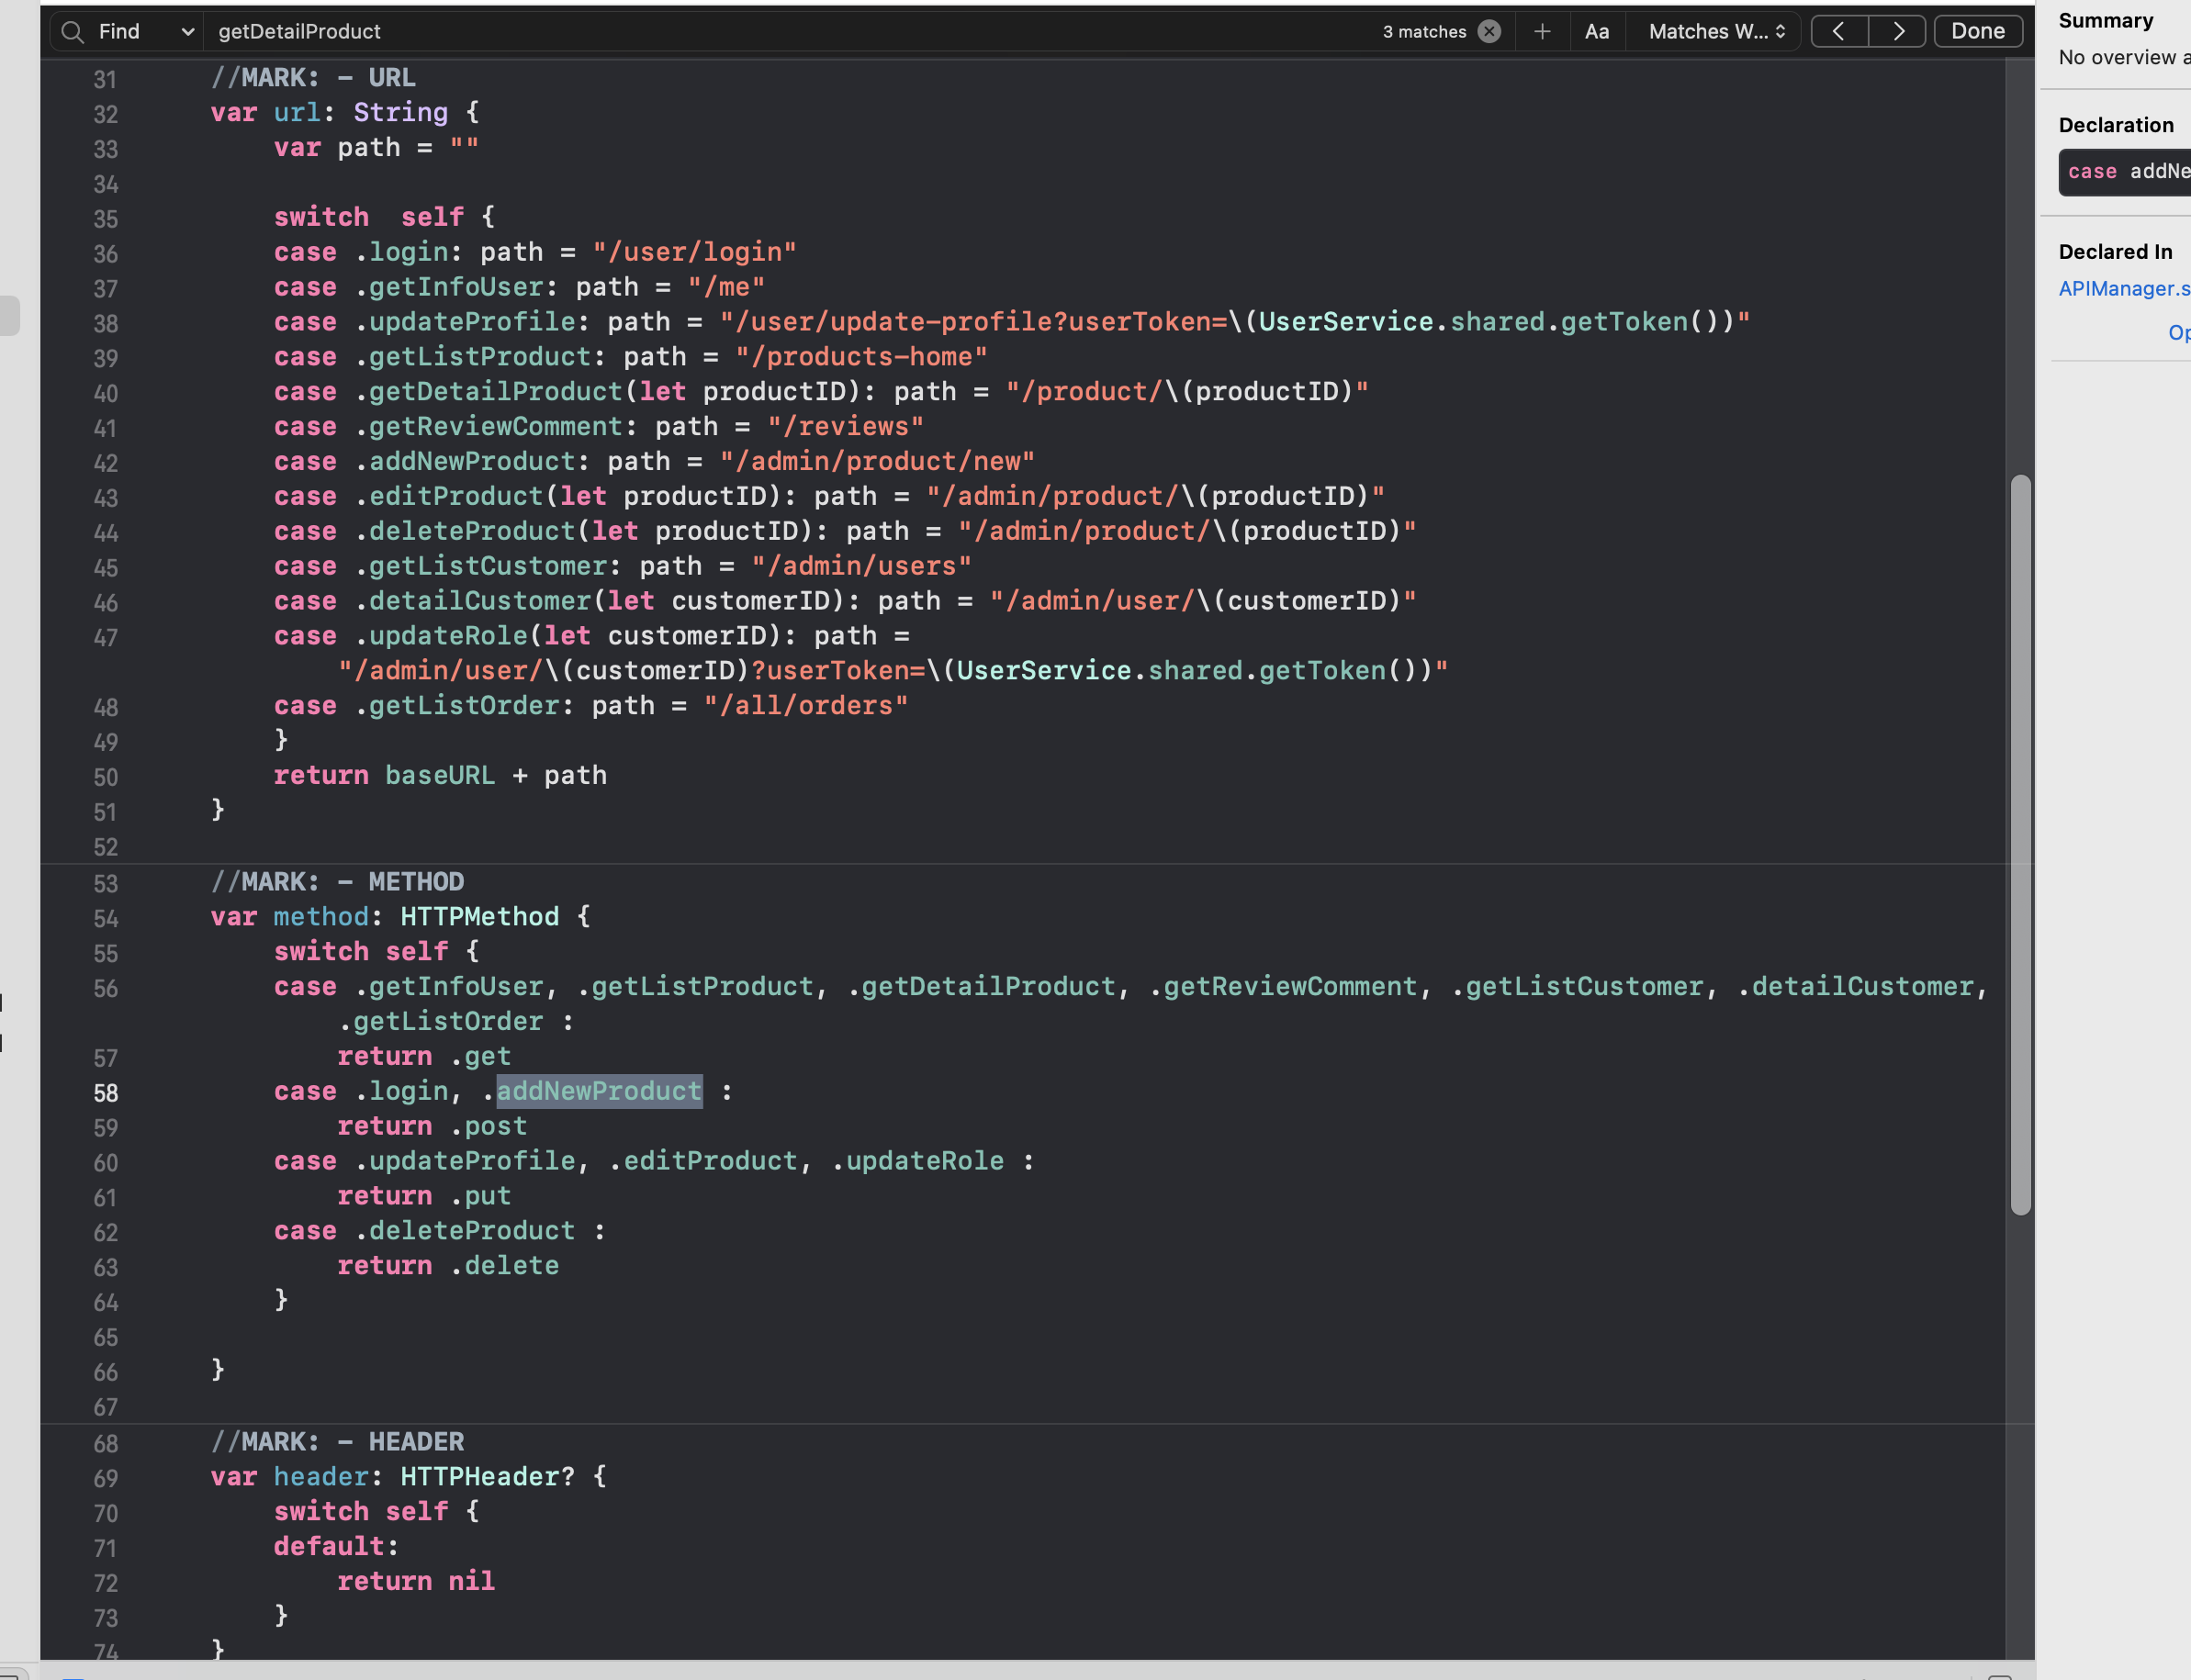 Find getDetailProduct 3 matches Aa Matches W... Done
31 //MARK: - URL
32 var url: String {
33 var path = ""
34
35 switch  self {
36 case .login: path = "/user/login"
37 case .getInfoUser: path = "/me"
38 case .updateProfile: path = "/user/update-profile?userToken=\(UserService.shared.getToken())"
39 case .getListProduct: path = "/products-home"
40 case .getDetailProduct(let productID): path = "/product/\(productID)"
41 case .getReviewComment: path = "/reviews"
42 case .addNewProduct: path = "/admin/product/new"
43 case .editProduct(let productID): path = "/admin/product/\(productID)"
44 case .deleteProduct(let productID): path = "/admin/product/\(productID)"
45 case .getListCustomer: path = "/admin/users"
46 case .detailCustomer(let customerID): path = "/admin/user/\(customerID)"
47 case .updateRole(let customerID): path =
"/admin/user/\(customerID)?userToken=\(UserService.shared.getToken())"
48 case .getListOrder: path = "/all/orders"
49 }
50 return baseURL + path
51 }
52
53 //MARK: - METHOD
54 var method: HTTPMethod {
55 switch self {
56 case .getInfoUser, .getListProduct, .getDetailProduct, .getReviewComment, .getListCustomer, .detailCustomer,
.getListOrder :
57 return .get
58 case .login, .addNewProduct :
59 return .post
60 case .updateProfile, .editProduct, .updateRole :
61 return .put
62 case .deleteProduct :
63 return .delete
64 }
65
66 }
67
68 //MARK: - HEADER
69 var header: HTTPHeader? {
70 switch self {
71 default:
72 return nil
73 }
74 }
Summary
No overview a
Declaration
case addNe
Declared In
APIManager.s
Op